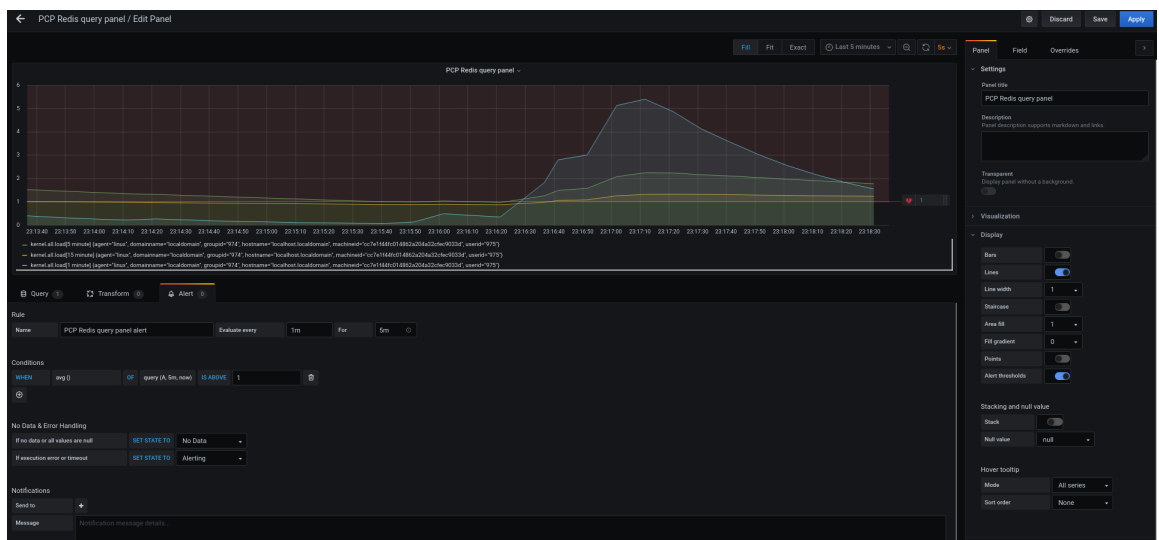 PCP Redis query panel / Edit Panel
Discard Save Apply
Fill Fit Exact Last 5 minutes 5s
Panel Field Overrides
PCP Redis query panel
6
5
4
3
2
1
0
1
23:13:40 23:13:50 23:14:00 23:14:10 23:14:20 23:14:30 23:14:40 23:14:50 23:15:00 23:15:10 23:15:20 23:15:30 23:15:40 23:15:50 23:16:00 23:16:10 23:16:20 23:16:30 23:16:40 23:16:50 23:17:00 23:17:10 23:17:20 23:17:30 23:17:40 23:17:50 23:18:00 23:18:10 23:18:20 23:18:30
kernel.all.load[5 minute] {agent="linux", domainname="localdomain", groupid="974", hostname="localhost.localdomain", userid="975"}
kernel.all.load[15 minute] {agent="linux", domainname="localdomain", groupid="974", hostname="localhost.localdomain", userid="975"}
kernel.all.load[1 minute] {agent="linux", domainname="localdomain", groupid="974", hostname="localhost.localdomain", userid="975"}
Query 1 Transform 0 Alert 0
Rule
Name PCP Redis query panel alert Evaluate every 1m For 5m
Conditions
WHEN avg () OF query (A, 5m, now) IS ABOVE 1
No Data & Error Handling
If no data or all values are null SET STATE TO No Data
If execution error or timeout SET STATE TO Alerting
Notifications
Send to
Message Notification message details...
Settings
Panel title
PCP Redis query panel
Description
Panel description supports markdown and links.
Transparent
Display panel without a background.
Visualization
Display
Bars
Lines
Line width 1
Staircase
Area fill 1
Fill gradient 0
Points
Alert thresholds
Stacking and null value
Stack
Null value null
Hover tooltip
Mode All series
Sort order None